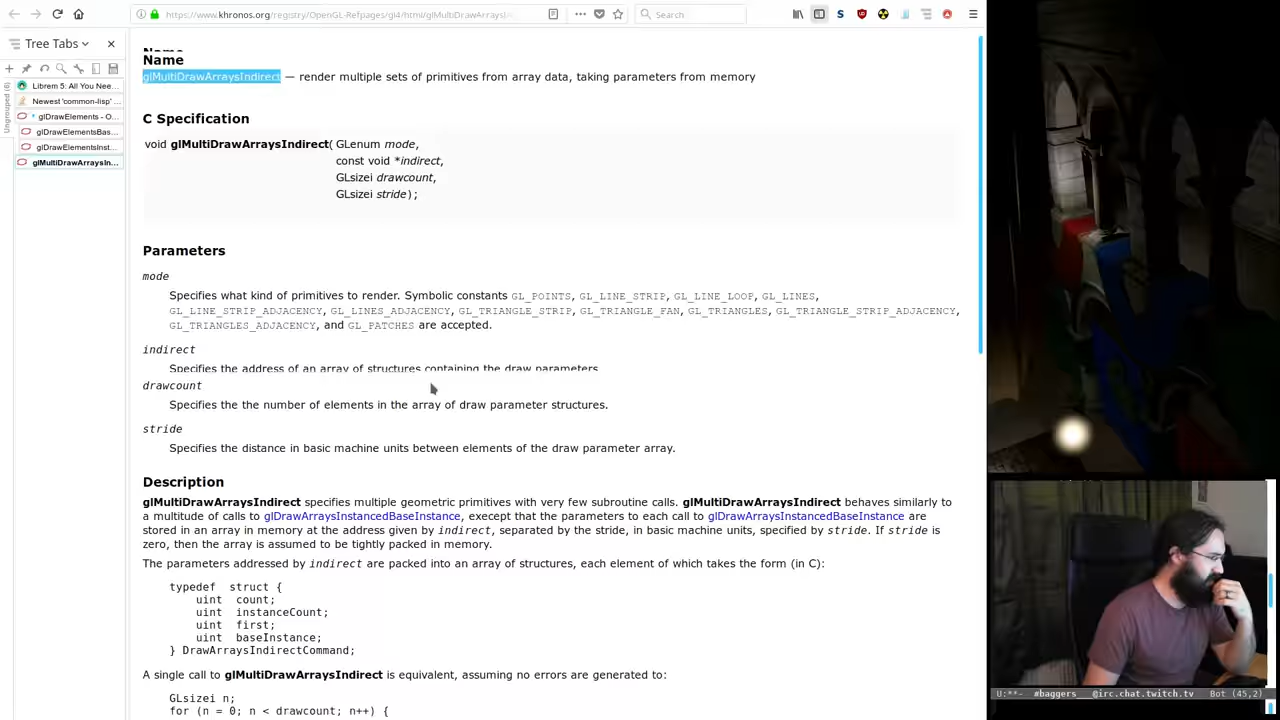 https://www.khronos.org/registry/OpenGL-Refpages/gl4/html/glMultiDrawArraysI
Search
Tree Tabs
Ungrouped (6)
Librem 5: All You Nee...
Newest 'common-lisp' ...
* glDrawElements - O...
glDrawElementsBas...
glDrawElementsInst...
glMultiDrawArraysIn...
Name
Name
glMultiDrawArraysIndirect — render multiple sets of primitives from array data, taking parameters from memory
C Specification
void glMultiDrawArraysIndirect( GLenum mode,
const void *indirect,
GLsizei drawcount,
GLsizei stride);
Parameters
mode
Specifies what kind of primitives to render. Symbolic constants GL_POINTS, GL_LINE_STRIP, GL_LINE_LOOP, GL_LINES,
GL_LINE_STRIP_ADJACENCY, GL_LINES_ADJACENCY, GL_TRIANGLE_STRIP, GL_TRIANGLE_FAN, GL_TRIANGLES, GL_TRIANGLE_STRIP_ADJACENCY,
GL_TRIANGLES_ADJACENCY, and GL_PATCHES are accepted.
indirect
Specifies the address of an array of structures containing the draw parameters
drawcount
Specifies the the number of elements in the array of draw parameter structures.
stride
Specifies the distance in basic machine units between elements of the draw parameter array.
Description
glMultiDrawArraysIndirect specifies multiple geometric primitives with very few subroutine calls. glMultiDrawArraysIndirect behaves similarly to
a multitude of calls to glDrawArraysInstancedBaseInstance, execept that the parameters to each call to glDrawArraysInstancedBaseInstance are
stored in an array in memory at the address given by indirect, separated by the stride, in basic machine units, specified by stride. If stride is
zero, then the array is assumed to be tightly packed in memory.
The parameters addressed by indirect are packed into an array of structures, each element of which takes the form (in C):
typedef struct {
uint count;
uint instanceCount;
uint first;
uint baseInstance;
} DrawArraysIndirectCommand;
A single call to glMultiDrawArraysIndirect is equivalent, assuming no errors are generated to:
GLsizei n;
for (n = 0; n < drawcount; n++) {
U:**- #baggers__@irc.chat.twitch.tv Bot (45,2)